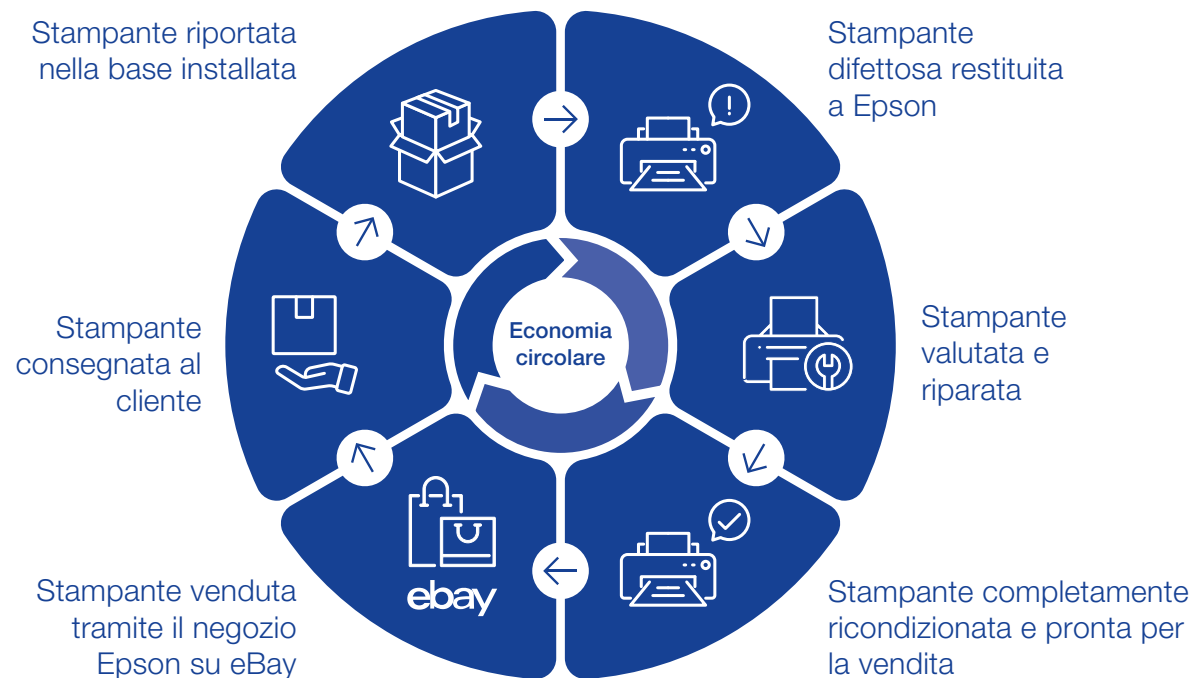 Stampante riportata
nella base installata
Stampante
difettosa restituita
a Epson
Stampante
valutata e
riparata
Stampante completamente
ricondizionata e pronta per
la vendita
Stampante venduta
tramite il negozio
Epson su eBay
ebay
Stampante
consegnata al
cliente
Economia
circolare